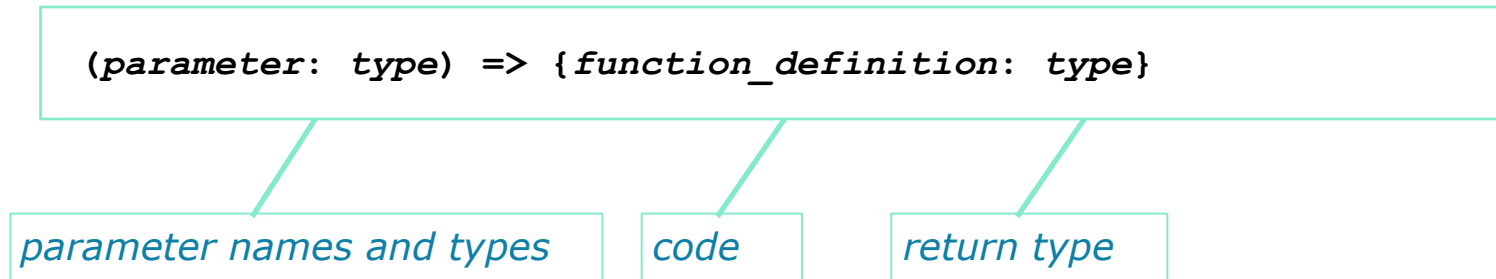 (parameter: type) => {function_definition: type}
parameter names and types
code
return type